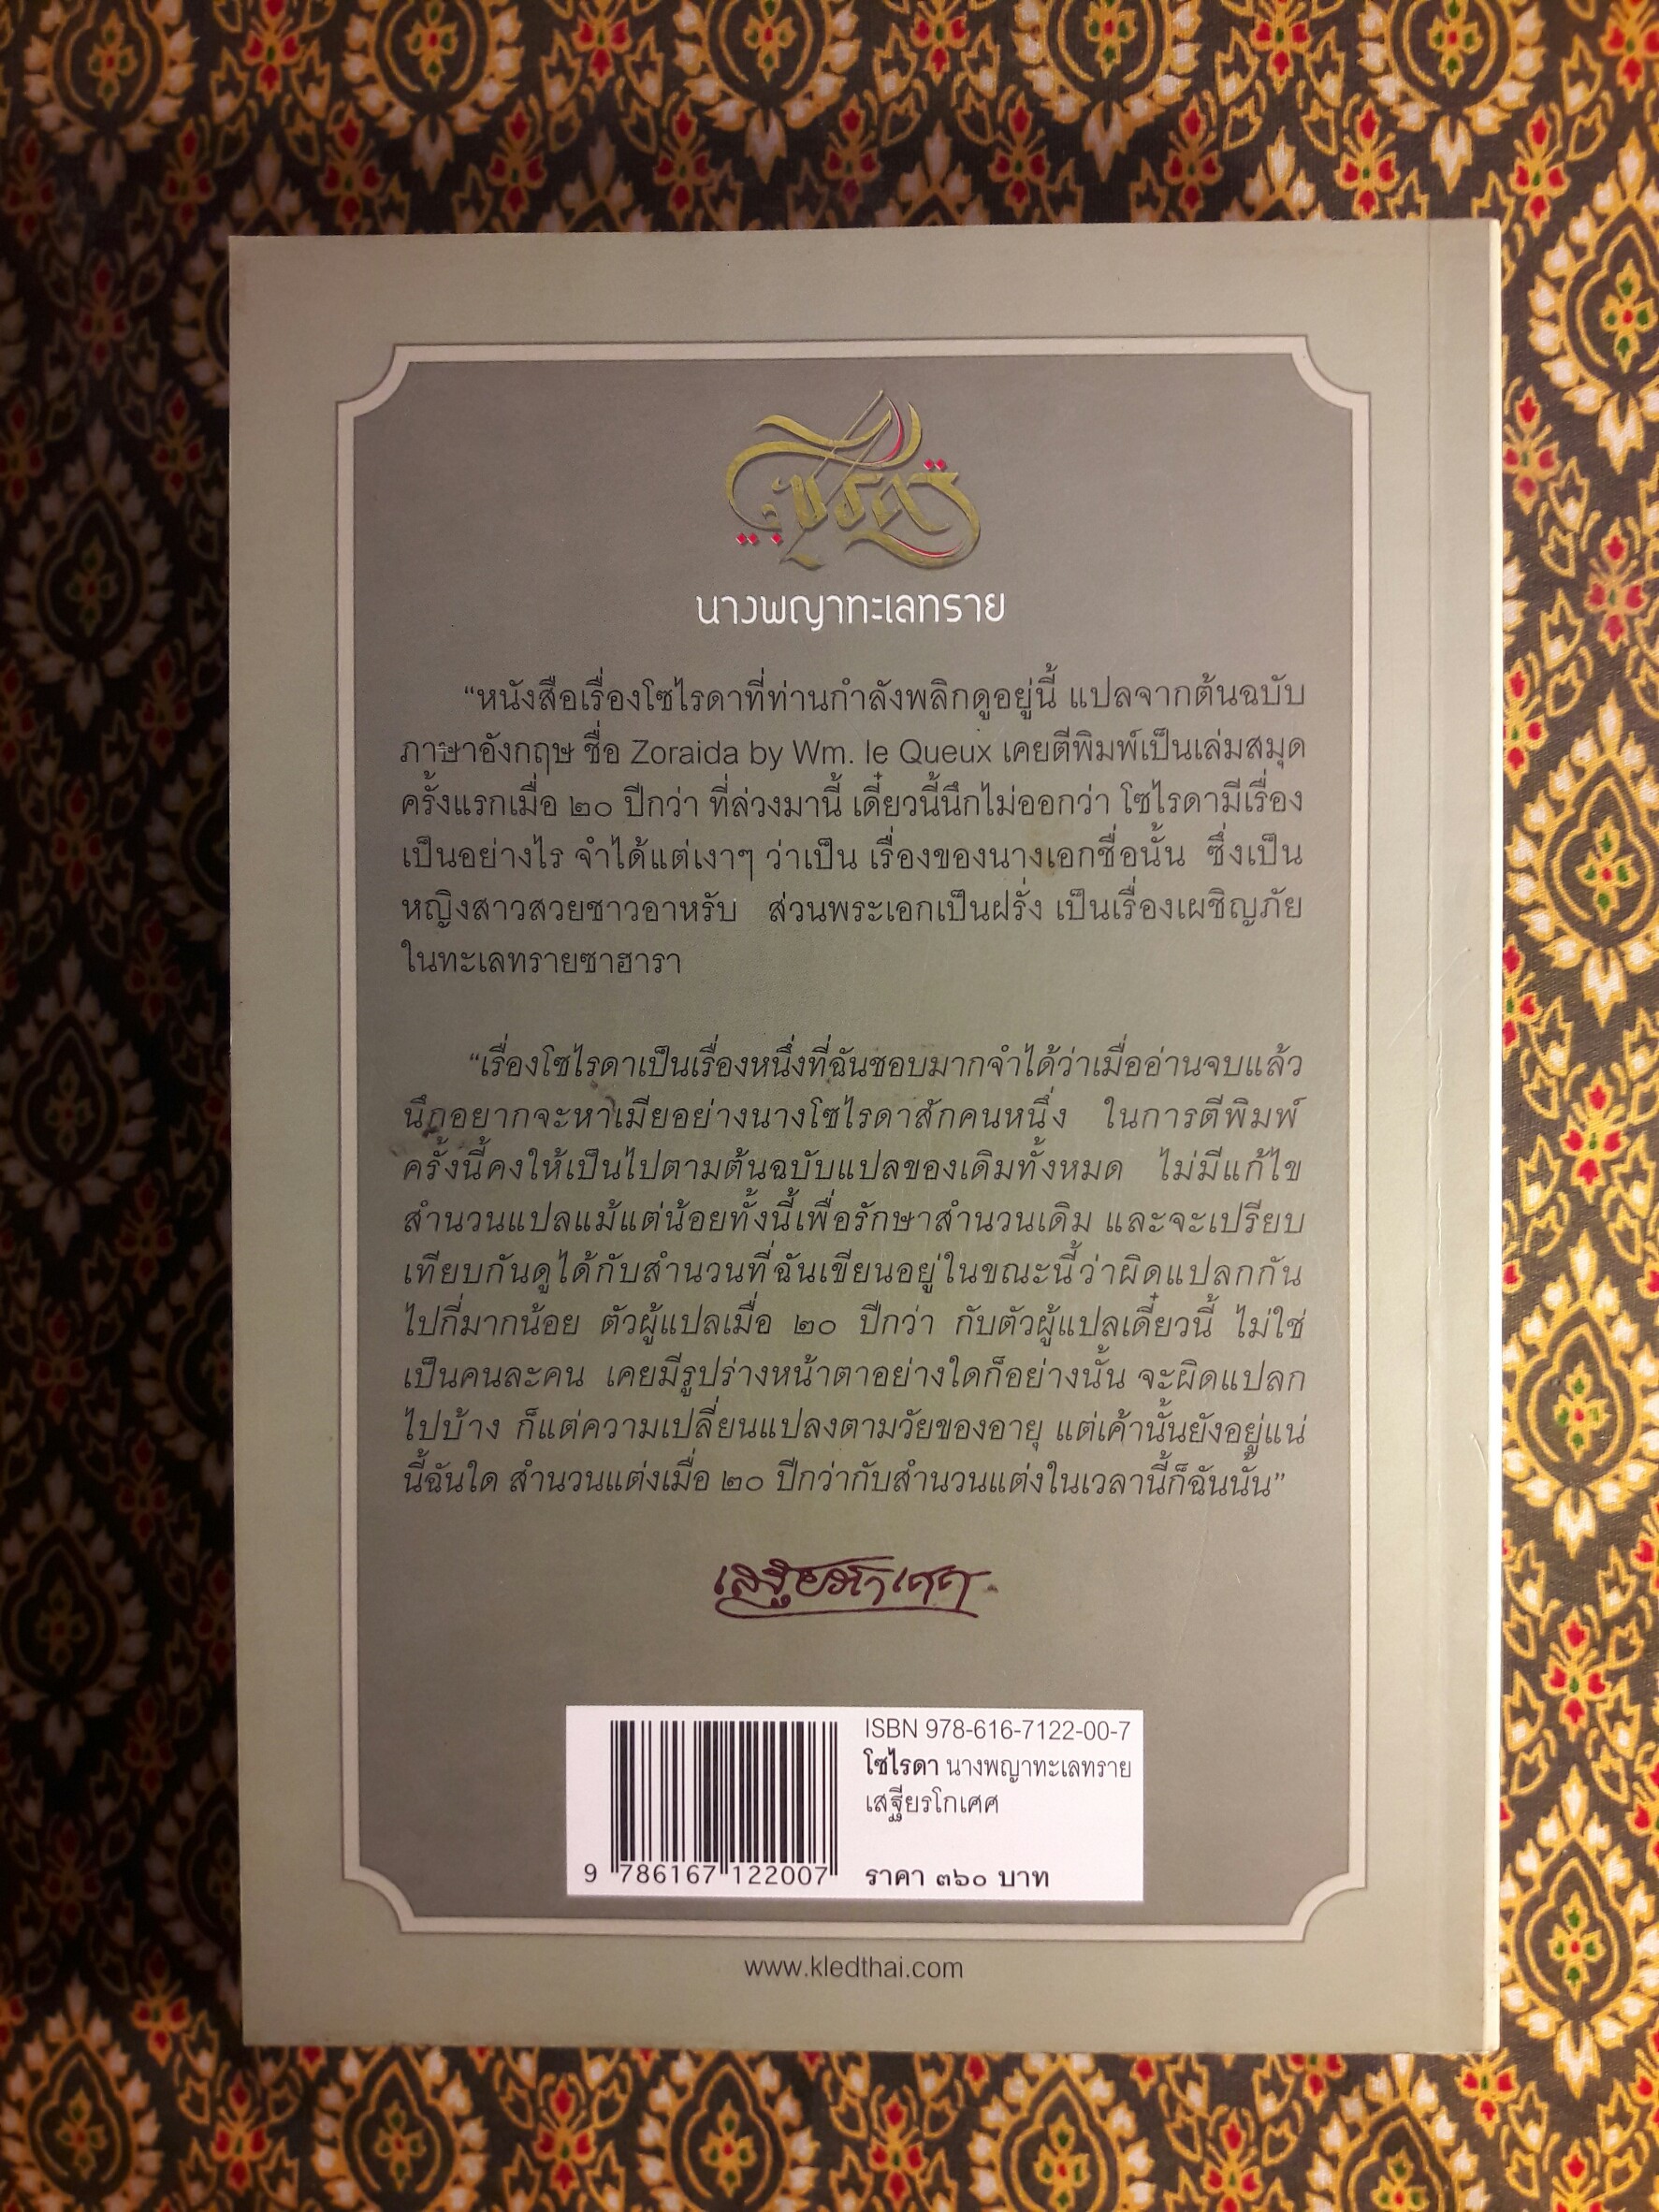 โซไรดา
นางพญาทะเลทราย
“หนังสือเรื่องโซไรดาที่ท่านกำลังพลิกดูอยู่นี้ แปลจากต้นฉบับ
ภาษาอังกฤษ ชื่อ Zoraida by Wm. le Queux เคยตีพิมพ์เป็นเล่มสมุด
ครั้งแรกเมื่อ ๒๐ ปีกว่า ที่ล่วงมานี้ เดี๋ยวนี้นึกไม่ออกว่า โซไรดามีเรื่อง
เป็นอย่างไร จำได้แต่เงาๆ ว่าเป็น เรื่องของนางเอกชื่อนั้น ซึ่งเป็น
หญิงสาวสวยชาวอาหรับ ส่วนพระเอกเป็นฝรั่ง เป็นเรื่องเผชิญภัย
ในทะเลทรายซาฮารา
“เรื่องโซไรดาเป็นเรื่องหนึ่งที่ฉันชอบมากจำได้ว่าเมื่ออ่านจบแล้ว
นึกอยากจะหาเมียอย่างนางโซไรดาสักคนหนึ่ง ในการตีพิมพ์
ครั้งนี้คงให้เป็นไปตามต้นฉบับแปลของเดิมทั้งหมด ไม่มีแก้ไข
สำนวนแปลแม้แต่น้อยทั้งนี้เพื่อรักษาสำนวนเดิม และจะเปรียบ
เทียบกันดูได้กับสำนวนที่ฉันเขียนอยู่ในขณะนี้ว่าผิดแปลกกัน
ไปกี่มากน้อย ตัวผู้แปลเมื่อ ๒๐ ปีกว่า กับตัวผู้แปลเดี๋ยวนี้ ไม่ใช่
เป็นคนละคน เคยมีรูปร่างหน้าตาอย่างใดก็อย่างนั้น จะผิดแปลก
ไปบ้าง ก็แต่ความเปลี่ยนแปลงตามวัยของอายุ แต่เค้านั้นยังอยู่แน่
นี้ฉันใด สำนวนแต่งเมื่อ ๒๐ ปีกว่ากับสำนวนแต่งในเวลานี้ก็ฉันนั้น”
เสฐียรโกเศศ
ISBN 978-616-7122-00-7
โซไรดา นางพญาทะเลทราย
เสฐียรโกเศศ
9 786167 122007
ราคา ๓๖๐ บาท
www.kledthai.com